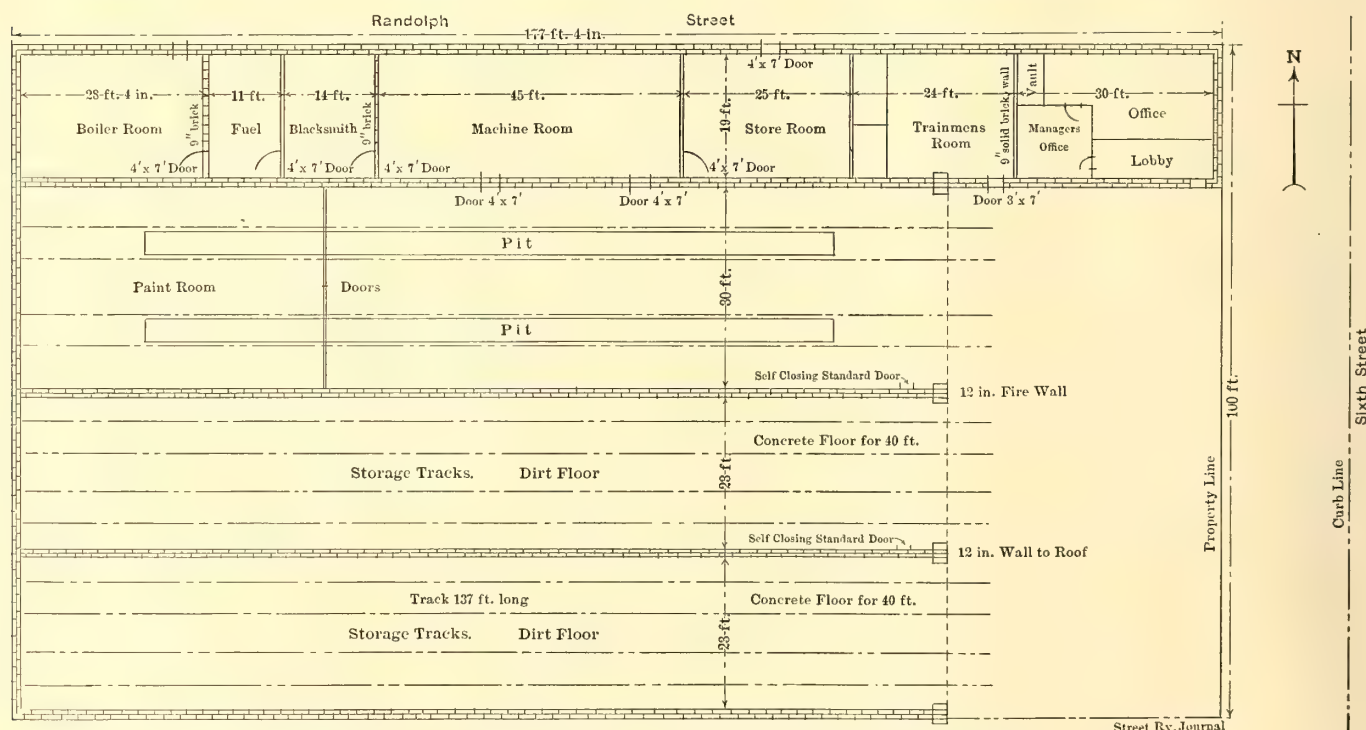 Randolph Street
177 ft. 4 in.
N
4' x 7' Door
28 ft. 4 in.
11 ft.
14 ft.
45 ft.
25 ft.
24 ft.
30 ft.
19 ft.
Boiler Room
9" brick
Fuel
Blacksmith
9" brick
Machine Room
Store Room
Trainmens
Room
9" solid brick wall
Vault
Managers
Office
Office
Lobby
4' x 7' Door
4' x 7' Door
4' x 7' Door
4' x 7' Door
Door 4' x 7'
Door 4' x 7'
Door 3' x 7'
Pit
Paint Room
Doors
30 ft.
Pit
Self Closing Standard Door
12 in. Fire Wall
100 ft.
Sixth Street
Concrete Floor for 40 ft.
Storage Tracks. Dirt Floor
23 ft.
Property Line
Curb Line
Self Closing Standard Door
12 in. Wall to Roof
Track 137 ft. long
Concrete Floor for 40 ft.
Storage Tracks. Dirt Floor
23 ft.
Street Ry. Journal